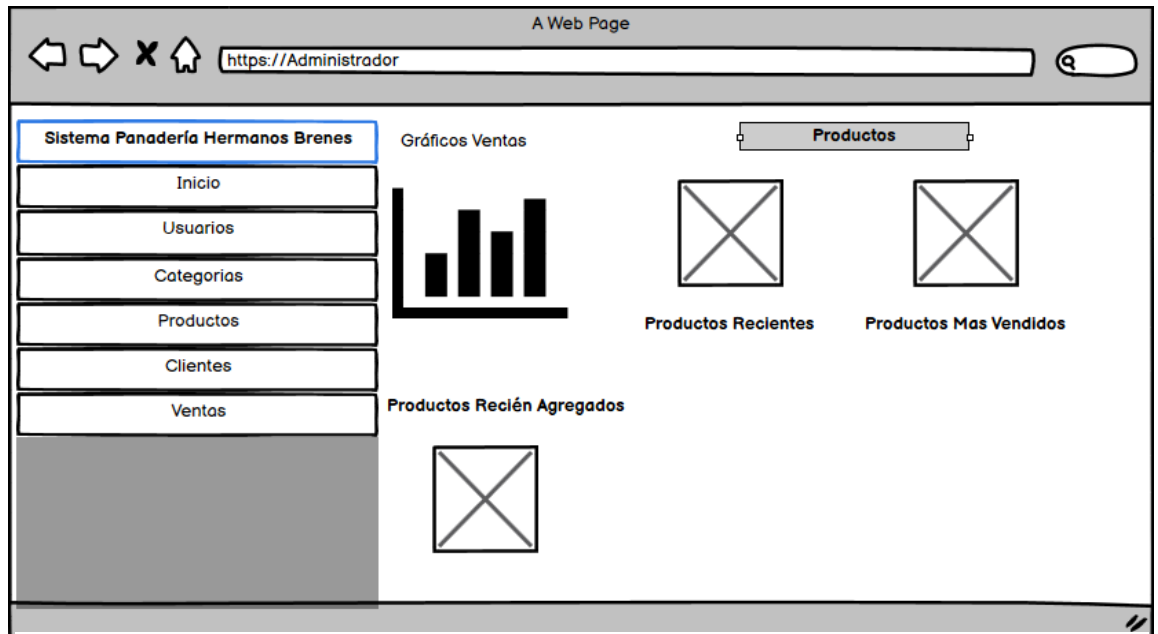 A Web Page
https://Administrador
Sistema Panadería Hermanos Brenes
Inicio
Usuarios
Categorias
Productos
Clientes
Ventas
Gráficos Ventas
Productos
Productos Recientes
Productos Mas Vendidos
Productos Recién Agregados